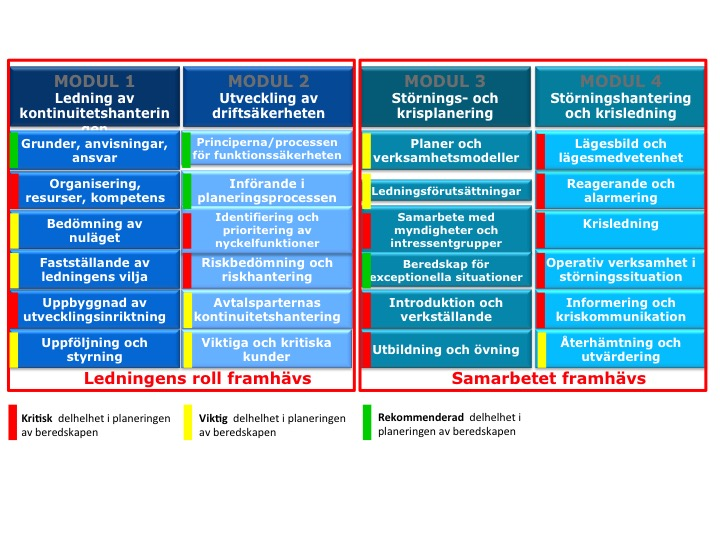 MODUL 1
Ledning av
kontinuitetshanterin
gen
MODUL 2
Utveckling av
driftsäkerheten
MODUL 3
Störnings- och
krisplanering
MODUL 4
Störningshantering
och krisledning
Grunder, anvisningar,
ansvar
Principerna/processen
för funktionssäkerheten
Planer och
verksamhetsmodeller
Lägesbild och
lägesmedvetenhet
Organisering,
resurser, kompetens
Införande i
planeringsprocessen
Ledningsförutsättningar
Reagerande och
alarmering
Bedömning av
nuläget
Identifiering och
prioritering av
nyckelfunktioner
Samarbete med
myndigheter och
intressentgrupper
Krisledning
Fastställande av
ledningens vilja
Riskbedömning och
riskhantering
Beredskap för
exceptionella situationer
Operativ verksamhet i
störningssituation
Uppbyggnad av
utvecklingsinriktning
Avtalsparternas
kontinuitetshantering
Introduktion och
verkställande
Informering och
kriskommunikation
Uppföljning och
styrning
Viktiga och kritiska
kunder
Utbildning och övning
Återhämtning och
utvärdering
Ledningens roll framhävs
Samarbetet framhävs
Kritisk delhelhet i planeringen
av beredskapen
Viktig delhelhet i planeringen
av beredskapen
Rekommenderad delhelhet i
planeringen av beredskapen